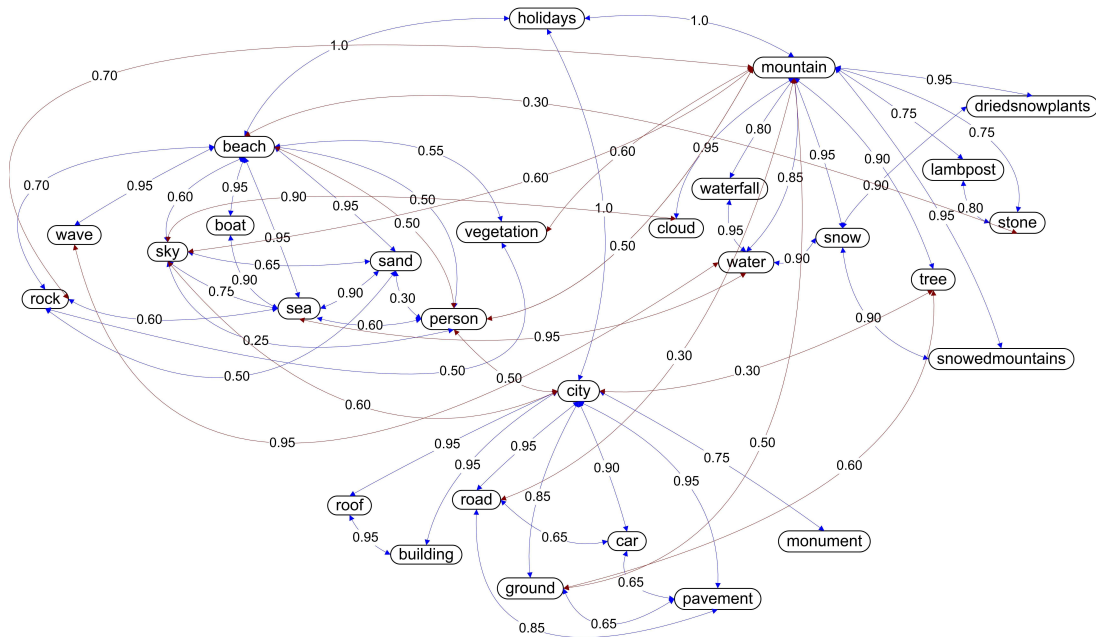 holidays
1.0
1.0
mountain
0.70
0.95
0.30
driedsnowplants
0.75
0.75
0.80
beach
0.55
0.95
0.95
0.90
lambpost
0.60
0.60
0.85
0.90
0.70
0.95
0.60
0.95
0.90
waterfall
0.95
0.50
0.50
1.0
boat
wave
vegetation
cloud
0.95
0.80
stone
0.95
snow
sky
0.95
0.65
sand
0.50
water
0.90
0.75
0.90
0.90
tree
rock
0.60
sea
0.30
person
0.60
0.90
0.25
0.95
0.30
snowedmountains
0.50
0.50
0.50
0.30
0.60
city
0.95
0.95
0.95
0.95
0.90
0.75
0.50
0.95
0.60
0.85
roof
road
0.95
building
0.65
car
monument
ground
0.65
pavement
0.65
0.85